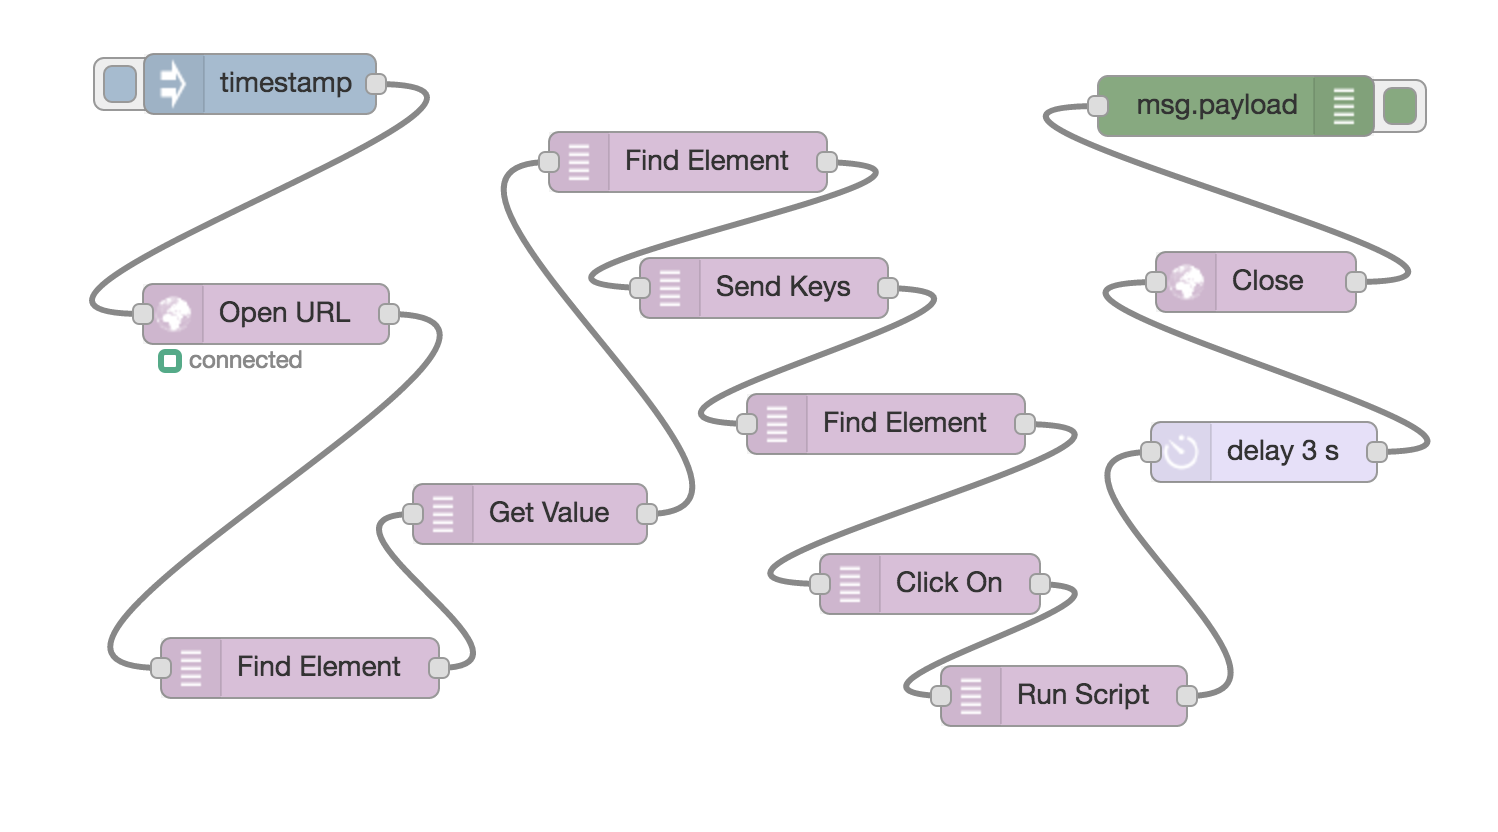 timestamp
Open URL
connected
Find Element
Get Value
Find Element
Send Keys
Find Element
Click On
Run Script
delay 3 s
Close
msg.payload